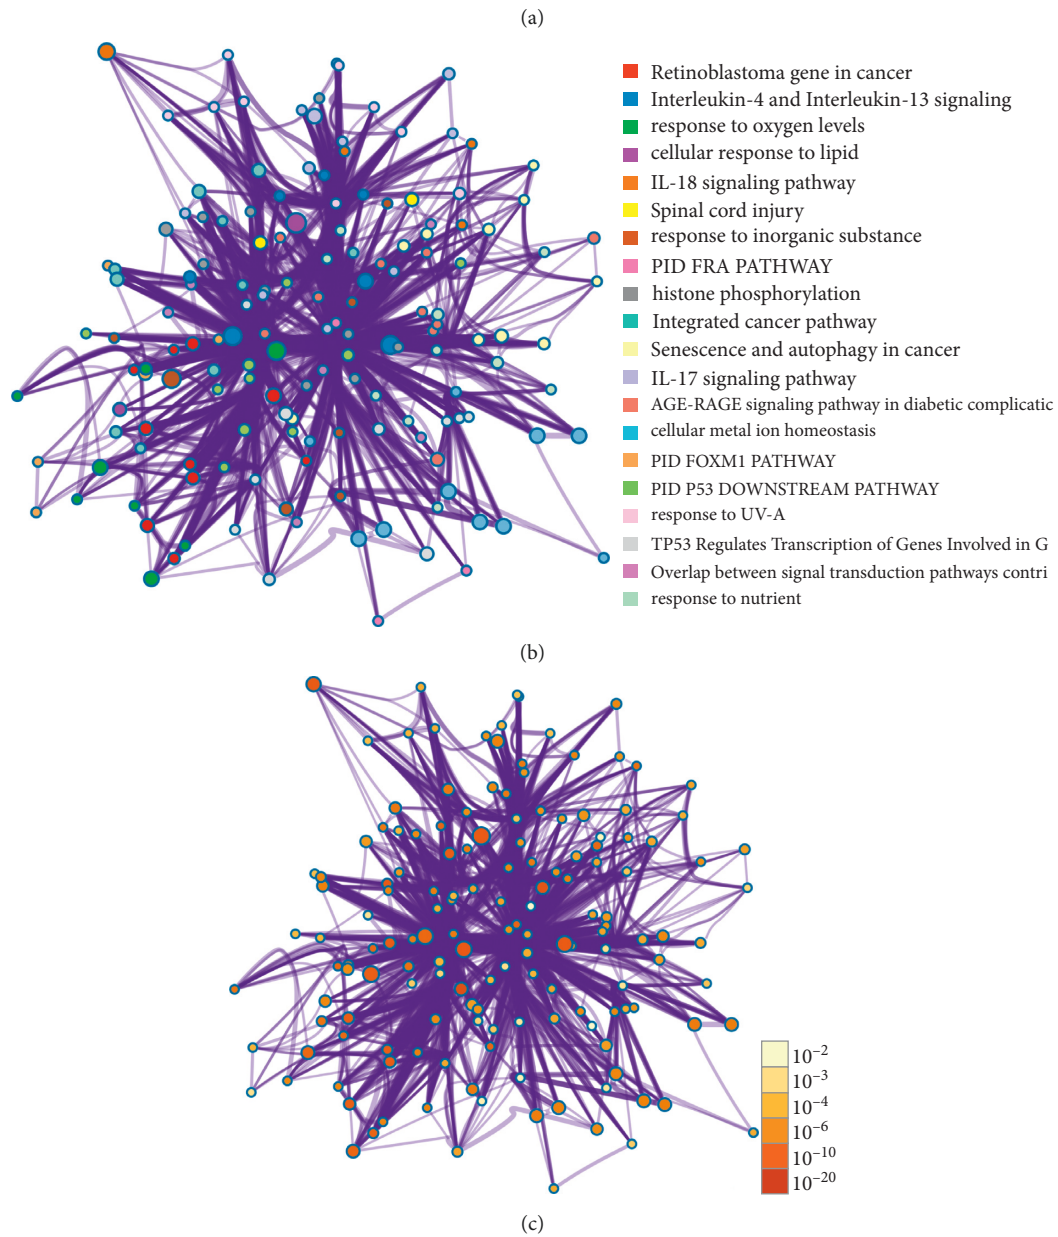 (a)
Retinoblastoma gene in cancer
Interleukin-4 and Interleukin-13 signaling
response to oxygen levels
cellular response to lipid
IL-18 signaling pathway
Spinal cord injury
response to inorganic substance
PID FRA PATHWAY
histone phosphorylation
Integrated cancer pathway
Senescence and autophagy in cancer
IL-17 signaling pathway
AGE-RAGE signaling pathway in diabetic complicatic
cellular metal ion homeostasis
PID FOXM1 PATHWAY
PID P53 DOWNSTREAM PATHWAY
response to UV-A
TP53 Regulates Transcription of Genes Involved in G
Overlap between signal transduction pathways contri
response to nutrient
(b)
10⁻²
10⁻³
10⁻⁴
10⁻⁶
10⁻¹⁰
10⁻²⁰
(c)